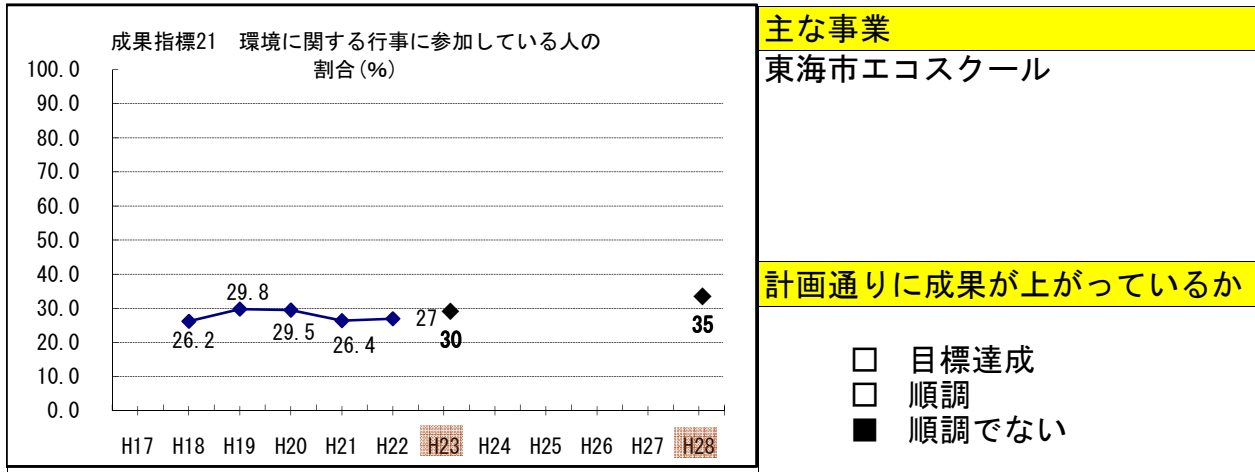 成果指標21　環境に関する行事に参加している人の
割合(%)
100.0
90.0
80.0
70.0
60.0
50.0
40.0
30.0
20.0
10.0
0.0
26.2
29.8
29.5
26.4
27
30
35
H17 H18 H19 H20 H21 H22 H23 H24 H25 H26 H27 H28
主な事業
東海市エコスクール
計画通りに成果が上がっているか
□　目標達成
□　順調
■　順調でない